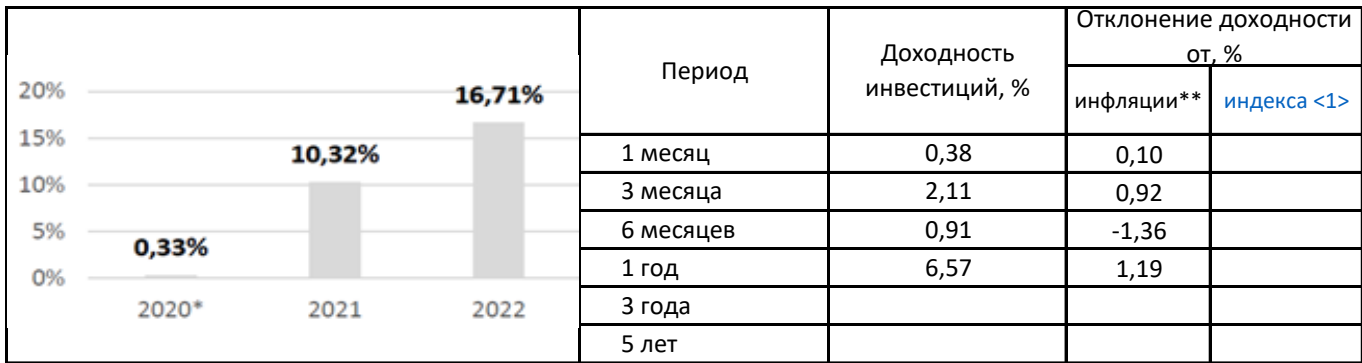 20%
15%
10%
5%
0%
0,33%
10,32%
16,71%
2020*
2021
2022
Период
Доходность
инвестиций, %
Отклонение доходности
от, %
инфляции**
индекса <1>
1 месяц 0,38 0,10
3 месяца 2,11 0,92
6 месяцев 0,91 -1,36
1 год 6,57 1,19
3 года
5 лет